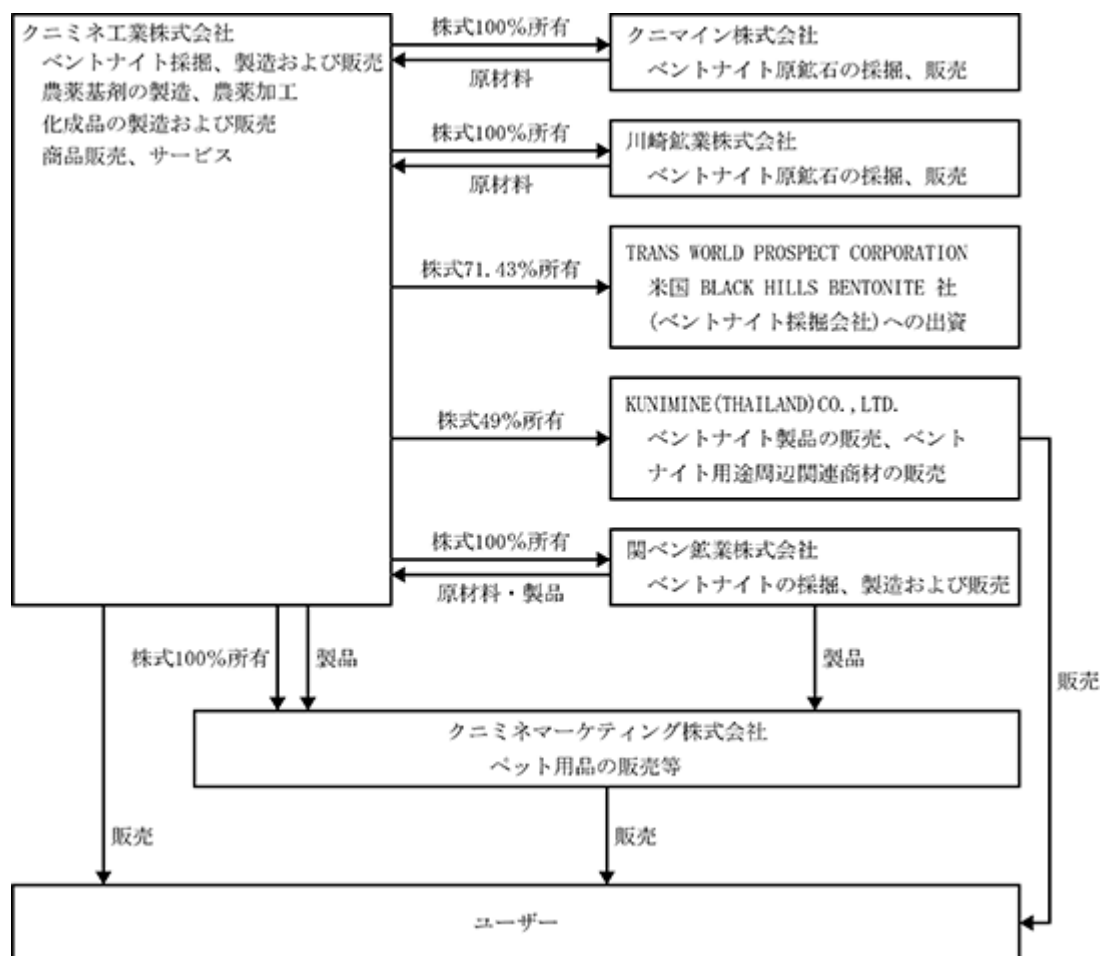 クニミネ工業株式会社
ベントナイト採掘、製造および販売
農薬基剤の製造、農薬加工
化成品の製造および販売
商品販売、サービス
株式100%所有
原材料
クニマイン株式会社
ベントナイト原鉱石の採掘、販売
株式100%所有
原材料
川崎鉱業株式会社
ベントナイト原鉱石の採掘、販売
株式71.43%所有
TRANS WORLD PROSPECT CORPORATION
米国 BLACK HILLS BENTONITE 社
(ベントナイト採掘会社)への出資
株式49%所有
KUNIMINE(THAILAND)CO.,LTD.
ベントナイト製品の販売、ベント
ナイト用途周辺関連商材の販売
株式100%所有
原材料・製品
関ベン鉱業株式会社
ベントナイトの採掘、製造および販売
株式100%所有
製品
製品
販売
クニミネマーケティング株式会社
ペット用品の販売等
販売
販売
ユーザー